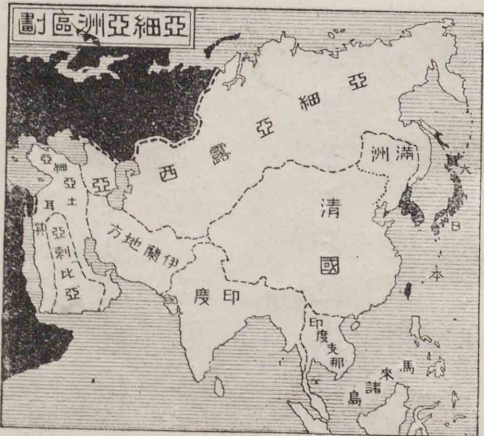 亞細亞洲區劃
亞細亞露西亞
滿洲
清國
大日本
亞細亞土耳
亞剌比亞
伊蘭地方
印度
印度支那
馬來諸島